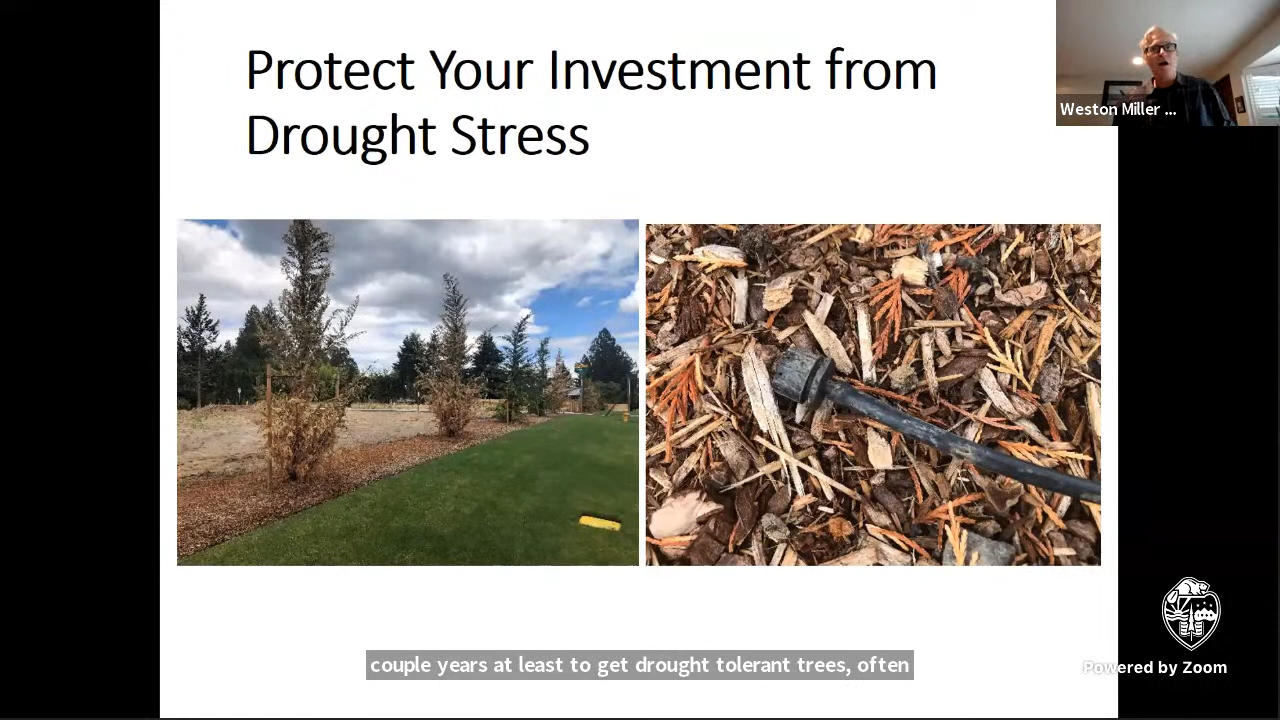 Protect Your Investment from
Drought Stress
Weston Miller ...
couple years at least to get drought tolerant trees, often
Powered by Zoom